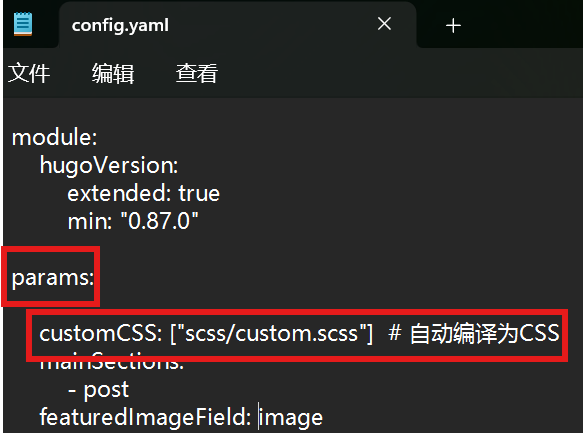 config.yaml
文件 编辑 查看
module:
hugoVersion:
extended: true
min: "0.87.0"
params:
customCSS: ["scss/custom.scss"] # 自动编译为CSS
mainSections:
- post
featuredImageField: image